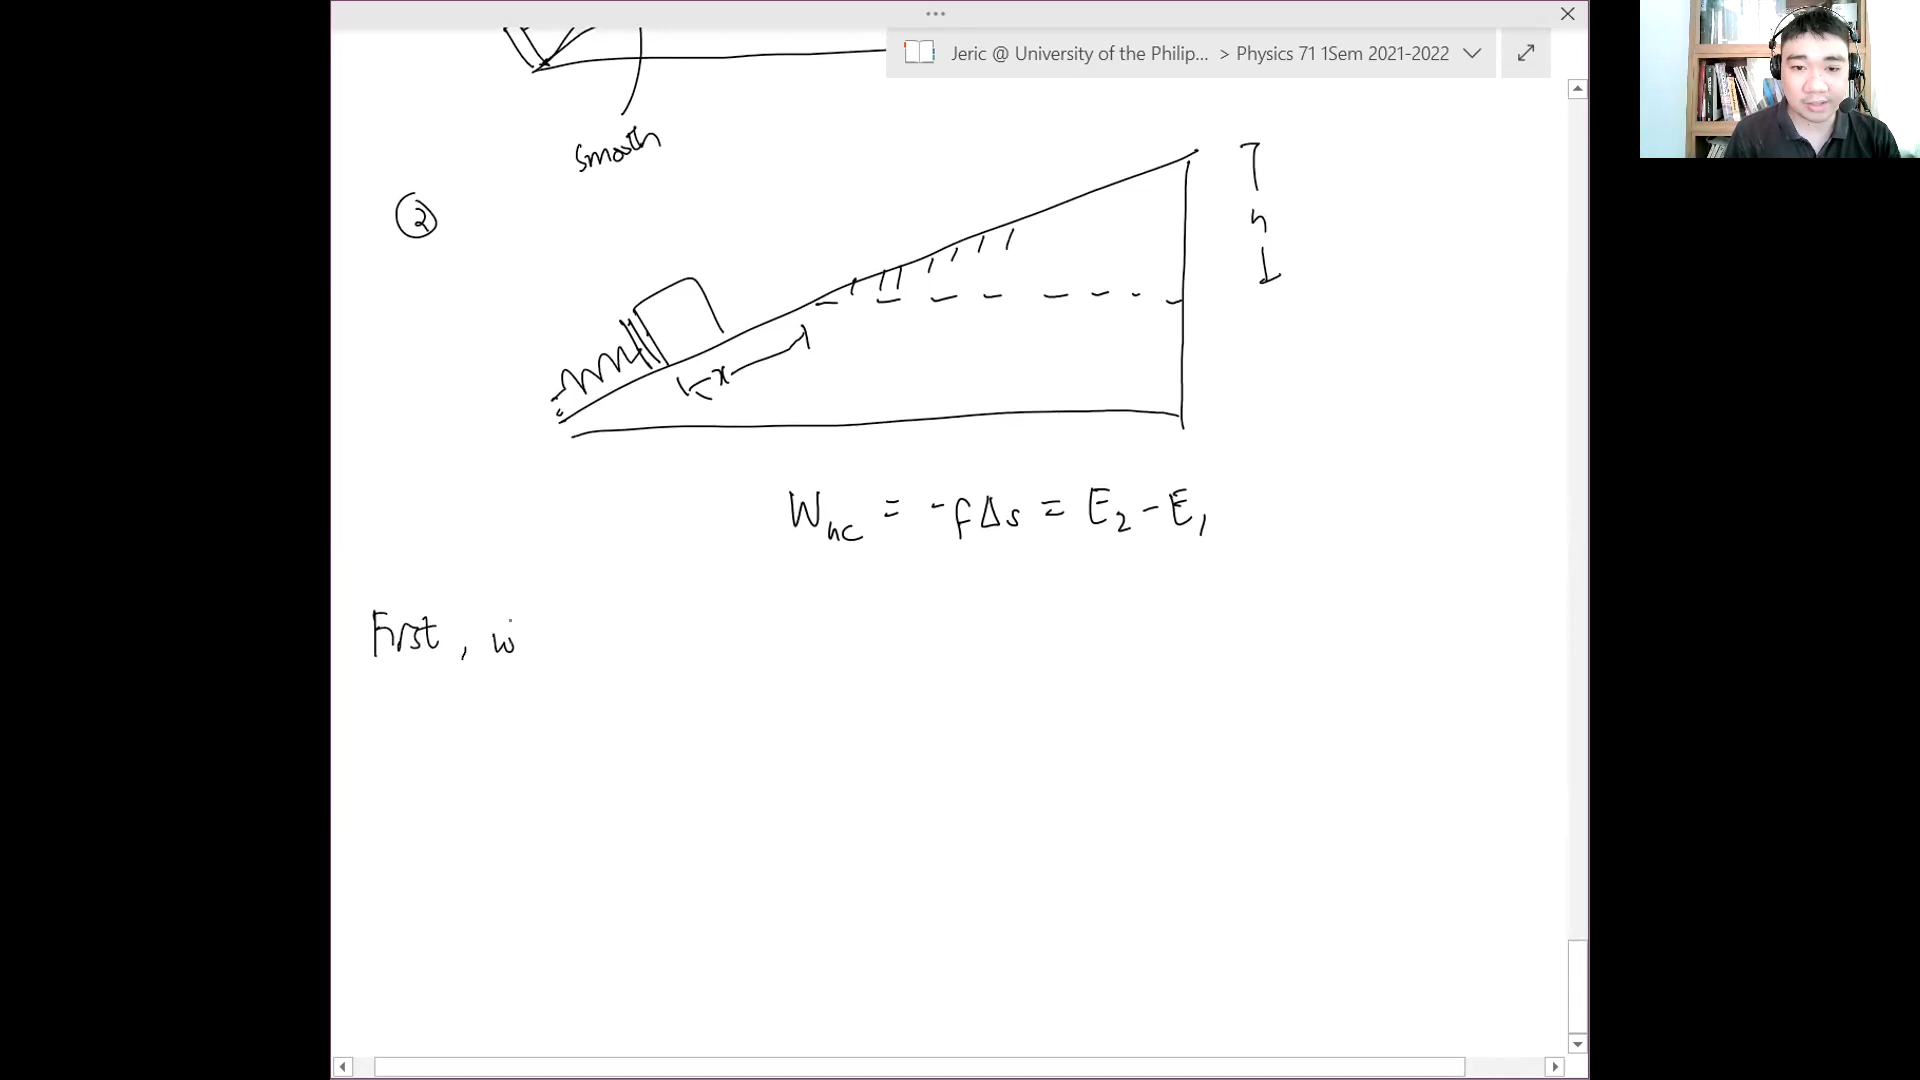 Jeric @ University of the Philip... > Physics 71 1Sem 2021-2022
smooth
2
h
x
W_nc = -fΔs = E_2 - E_1
First, w